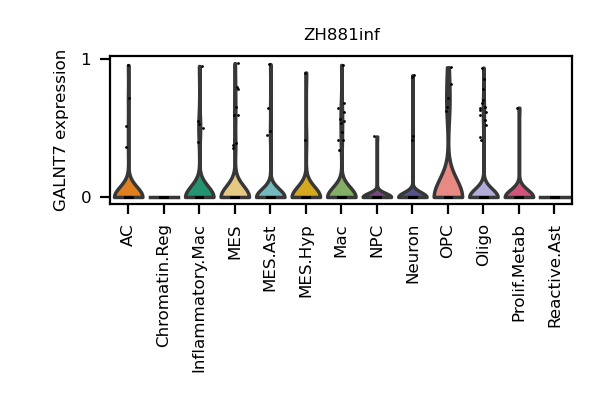 ZH881inf
GALNT7 expression
1
0
AC
Chromatin.Reg
Inflammatory.Mac
MES
MES.Ast
MES.Hyp
Mac
NPC
Neuron
OPC
Oligo
Prolif.Metab
Reactive.Ast